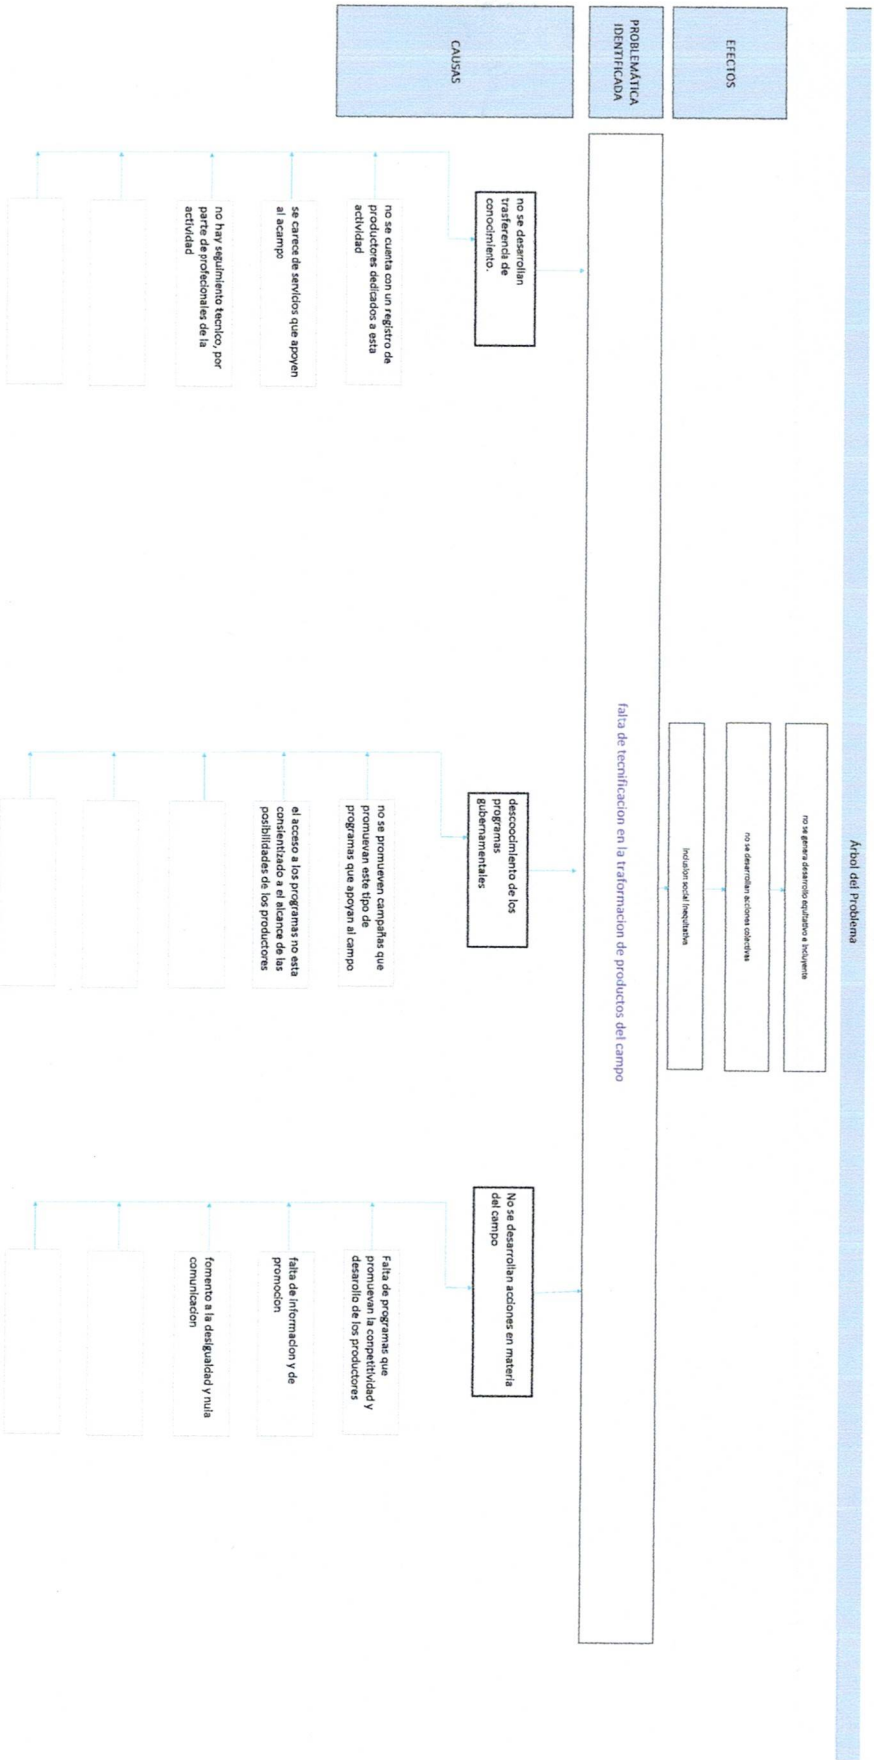 Árbol del Problema
EFECTOS
no se genera desarrollo equitativo e incluyente
no se desarrollan acciones colectivas
inclusion social inequitativa
PROBLEMÁTICA
IDENTIFICADA
falta de tecnificacion en la traformacion de productos del campo
CAUSAS
no se desarrollan
trasferencia de
conocimiento.
no se cuenta con un registro de
productores dedicados a esta
actividad
se carece de servicios que apoyen
al acampo
no hay seguimiento tecnico, por
parte de profecionales de la
actividad
descoocimiento de los
programas
gubernamentales
no se promueven campañas que
promuevan este tipo de
programas que apoyan al campo
el acceso a los programas no esta
consientizado a el alcance de las
posibilidades de los productores
No se desarrollan acciones en materia
del campo
Falta de programas que
promuevan la conpetitividad y
desarollo de los productores
falta de informacion y de
promocion
fomento a la desigualdad y nula
comunicacion